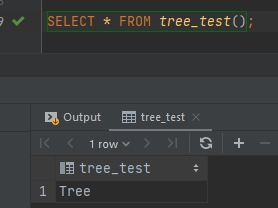 9
SELECT * FROM tree_test();
Output
tree_test
1 row
tree_test
1
Tree